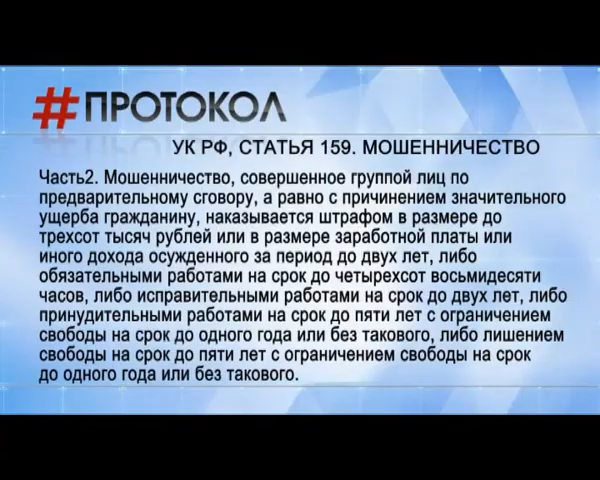 #ПРОТОКОЛ
УК РФ, СТАТЬЯ 159. МОШЕННИЧЕСТВО
Часть2. Мошенничество, совершенное группой лиц по
предварительному сговору, а равно с причинением значительного
ущерба гражданину, наказывается штрафом в размере до
трехсот тысяч рублей или в размере заработной платы или
иного дохода осужденного за период до двух лет, либо
обязательными работами на срок до четырехсот восьмидесяти
часов, либо исправительными работами на срок до двух лет, либо
принудительными работами на срок до пяти лет с ограничением
свободы на срок до одного года или без такового, либо лишением
свободы на срок до пяти лет с ограничением свободы на срок
до одного года или без такового.